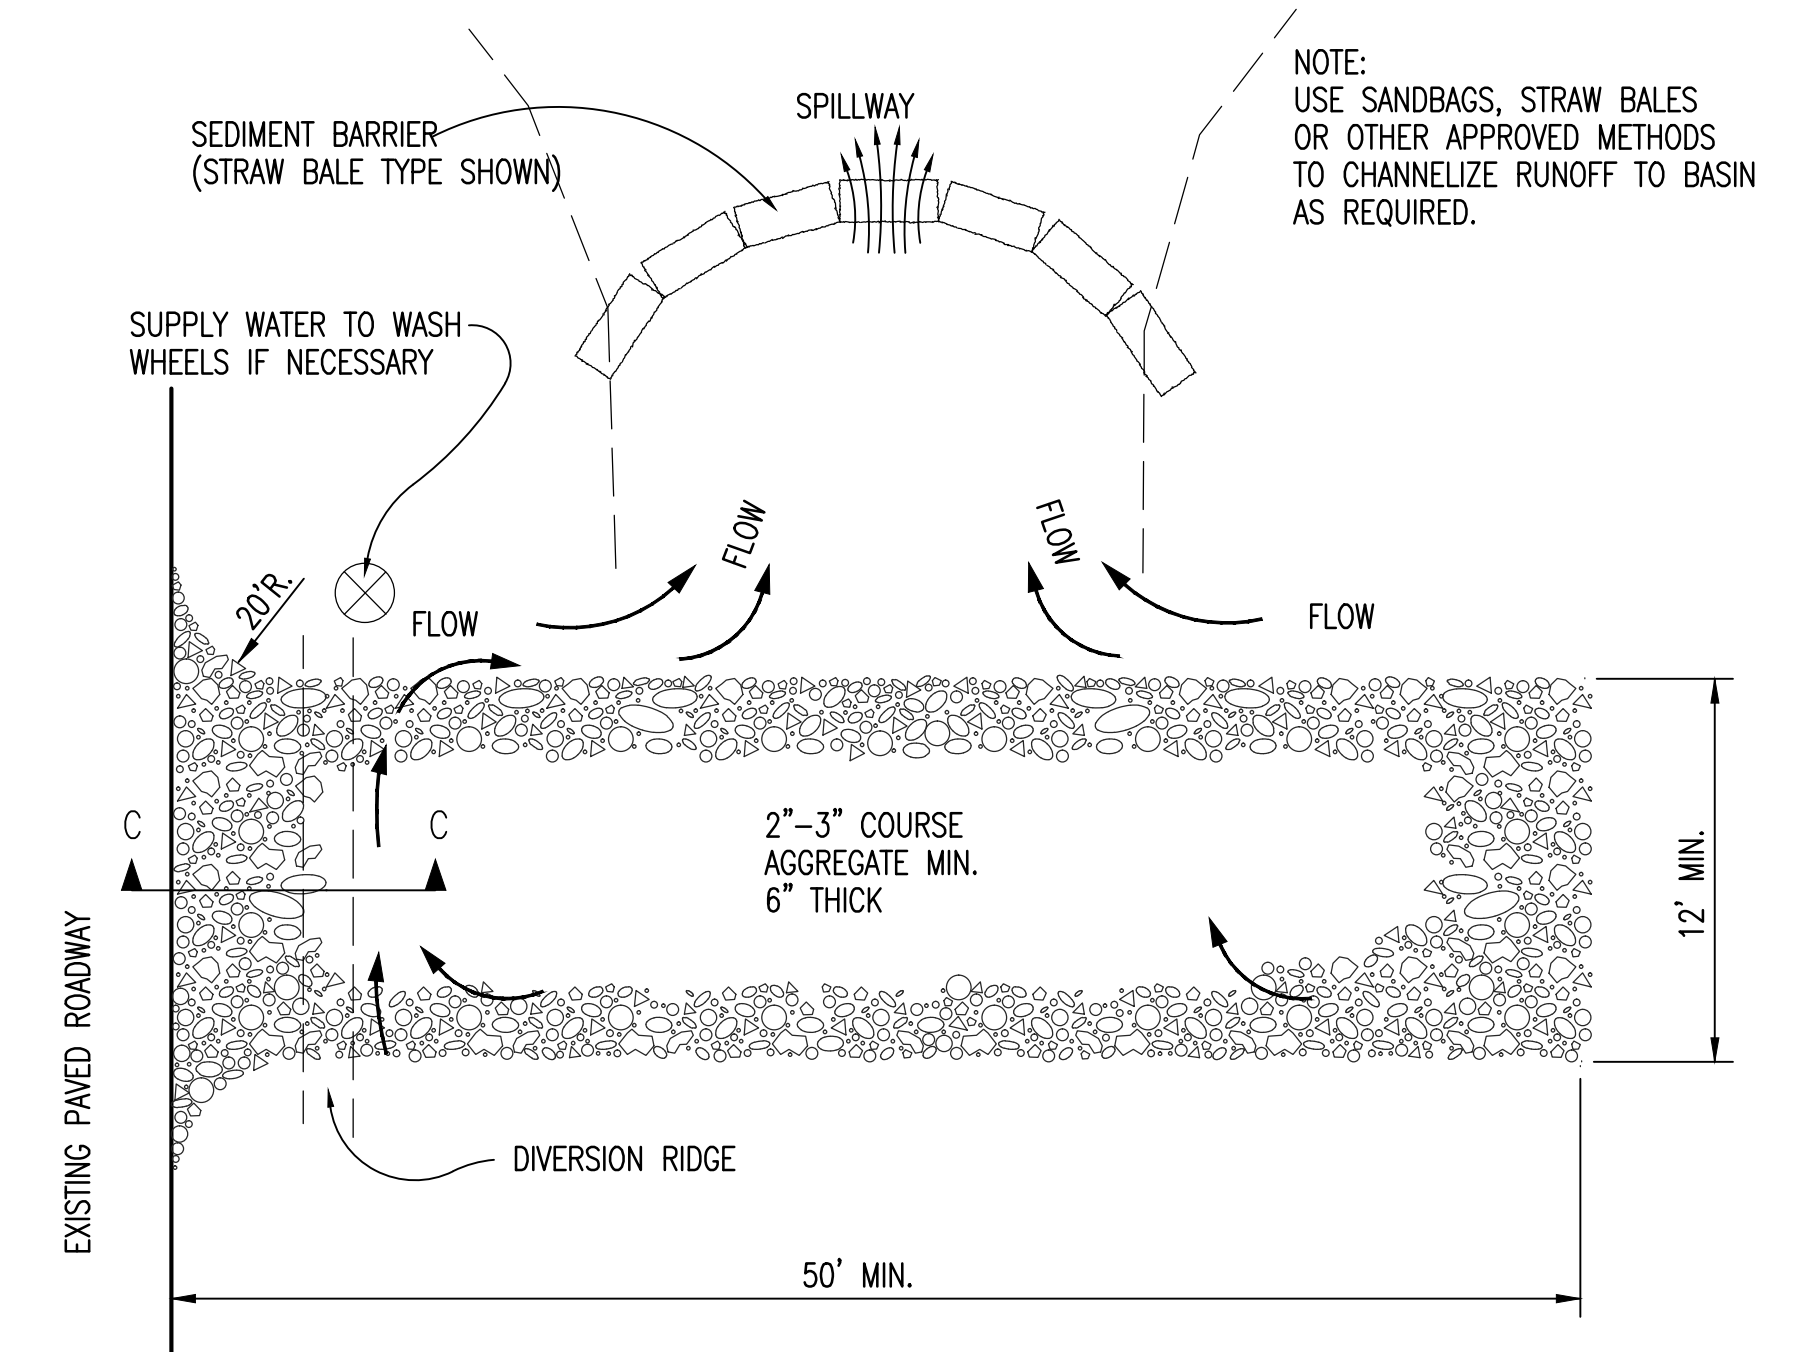 NOTE:
USE SANDBAGS, STRAW BALES
OR OTHER APPROVED METHODS
TO CHANNELIZE RUNOFF TO BASIN
AS REQUIRED.
SPILLWAY
SEDIMENT BARRIER
(STRAW BALE TYPE SHOWN)
SUPPLY WATER TO WASH
WHEELS IF NECESSARY
FLOW
FLOW
20'R.
FLOW
FLOW
C
C
2"-3" COURSE
AGGREGATE MIN.
6" THICK
12' MIN.
EXISTING PAVED ROADWAY
DIVERSION RIDGE
50' MIN.